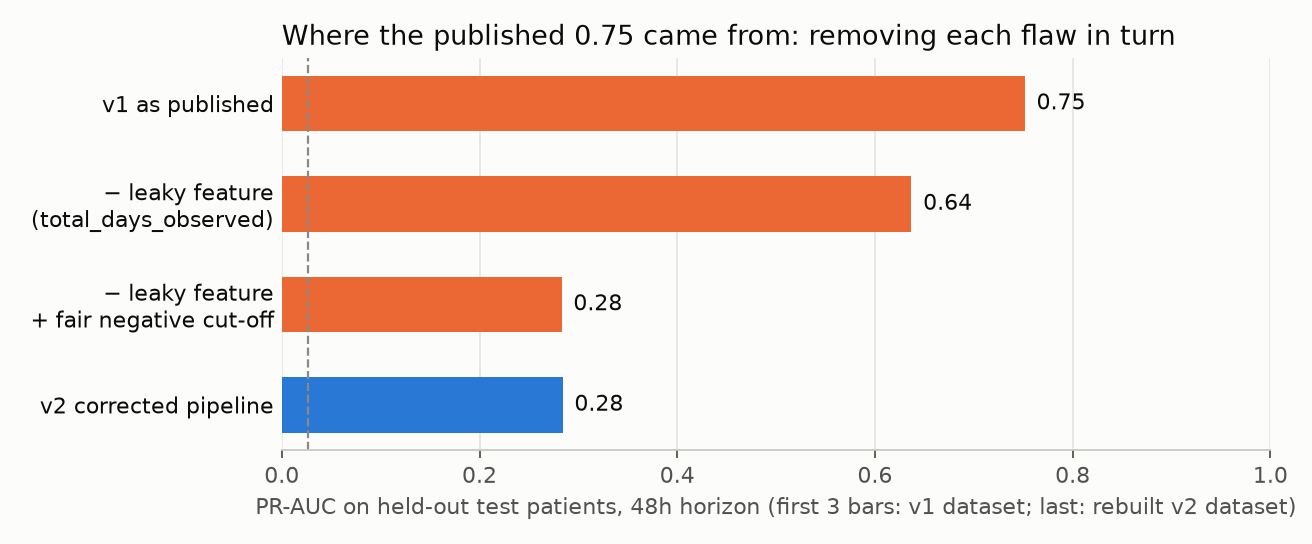 Where the published 0.75 came from: removing each flaw in turn
v1 as published
0.75
− leaky feature
(total_days_observed)
0.64
− leaky feature
+ fair negative cut-off
0.28
v2 corrected pipeline
0.28
0.0 0.2 0.4 0.6 0.8 1.0
PR-AUC on held-out test patients, 48h horizon (first 3 bars: v1 dataset; last: rebuilt v2 dataset)